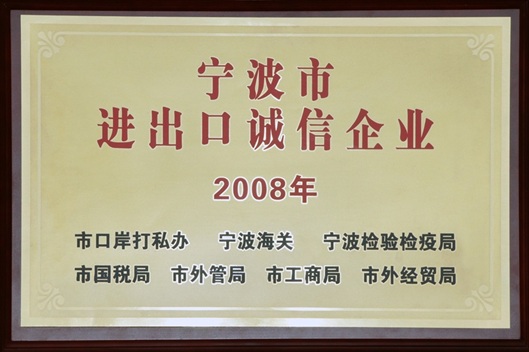 宁波市
进出口诚信企业
2008年
市口岸打私办 宁波海关 宁波检验检疫局
市国税局 市外管局 市工商局 市外经贸局